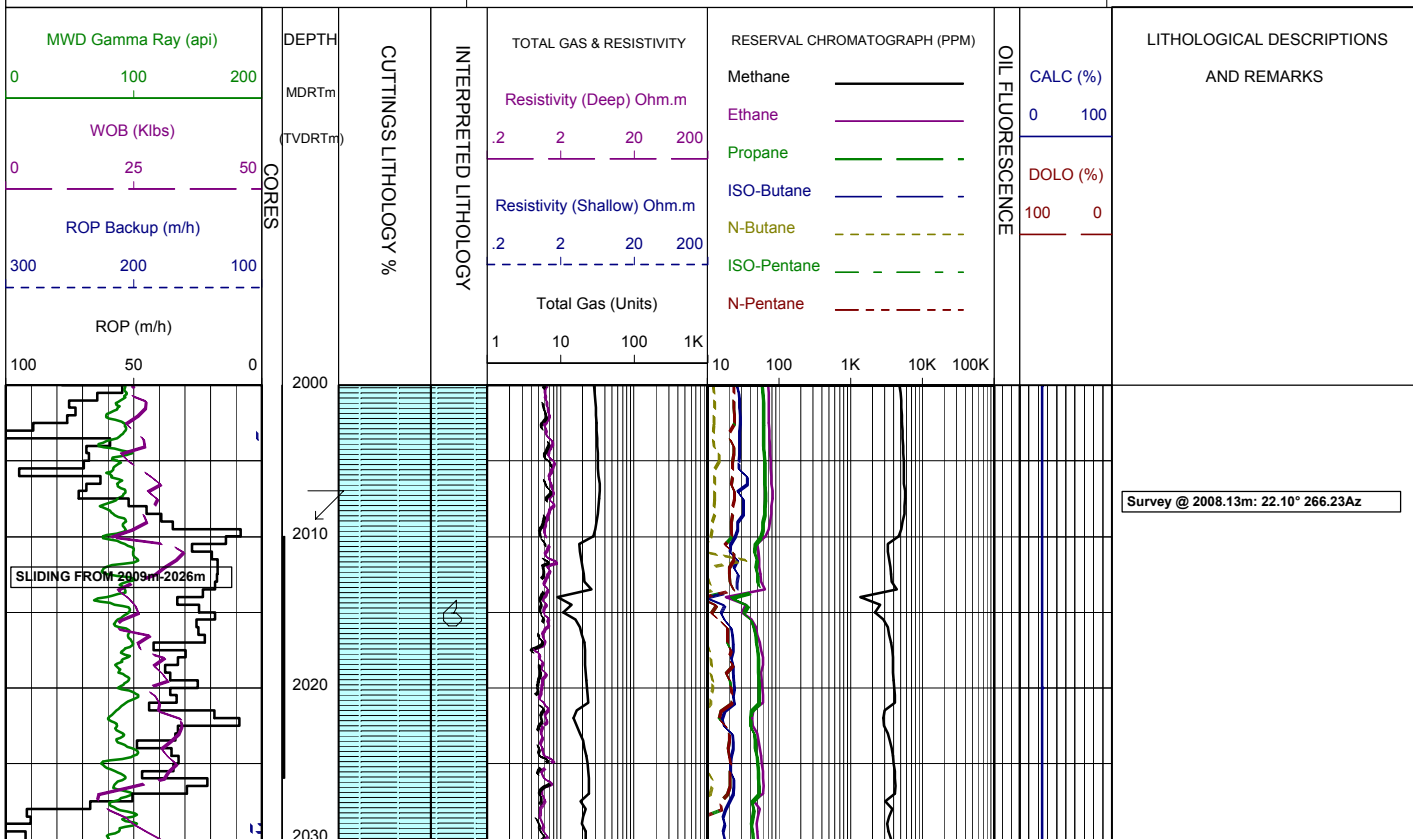 MWD Gamma Ray (api)
0 100 200
WOB (Klbs)
0 25 50
ROP Backup (m/h)
300 200 100
ROP (m/h)
100 50 0
CORES
DEPTH
MDRTm
(TVDRTm)
CUTTINGS LITHOLOGY %
INTERPRETED LITHOLOGY
TOTAL GAS & RESISTIVITY
Resistivity (Deep) Ohm.m
.2 2 20 200
Resistivity (Shallow) Ohm.m
.2 2 20 200
Total Gas (Units)
1 10 100 1K
RESERVAL CHROMATOGRAPH (PPM)
Methane
Ethane
Propane
ISO-Butane
N-Butane
ISO-Pentane
N-Pentane
10 100 1K 10K 100K
OIL FLUORESCENCE
CALC (%)
0 100
DOLO (%)
100 0
LITHOLOGICAL DESCRIPTIONS
AND REMARKS
2000
Survey @ 2008.13m: 22.10° 266.23Az
2010
SLIDING FROM 2009m-2026m
2020
2030